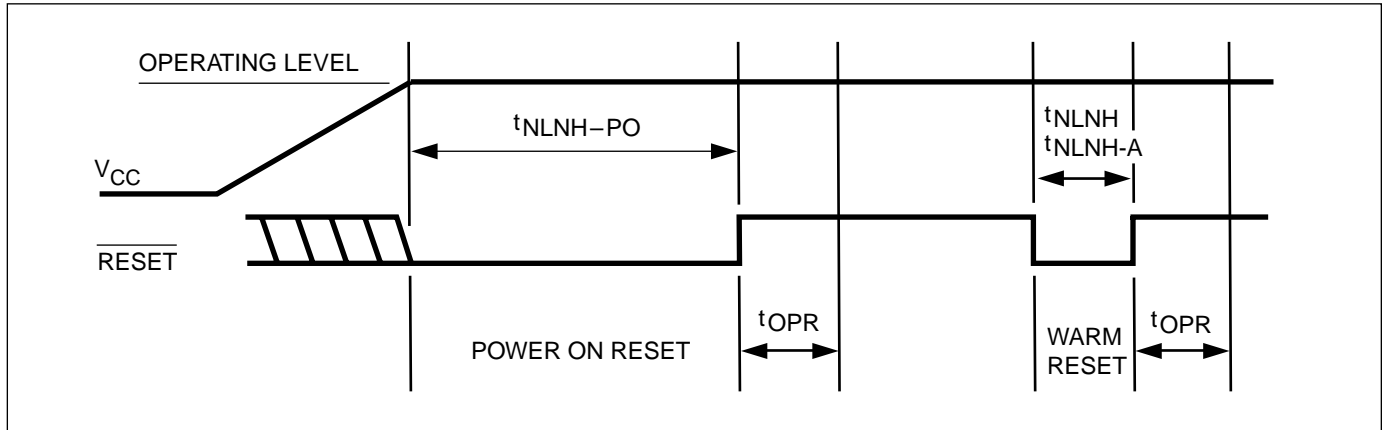 OPERATING LEVEL
tNLNH–PO
tNLNH
tNLNH-A
VCC
RESET
tOPR
POWER ON RESET
WARM
RESET
tOPR